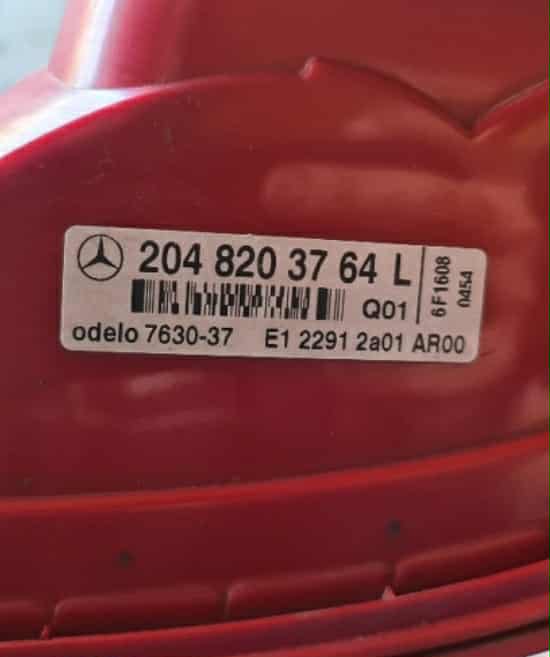 204 820 37 64 L
Q01
odelo 7630-37 E1 2291 2a01 AR00
6F1608
0454